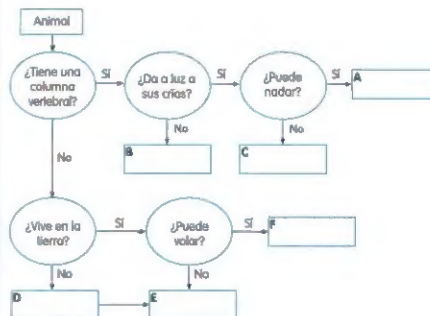 Animal
¿Tiene una
columna
vertebral?
Sí
¿Da a luz a
sus crías?
Sí
¿Puede
nadar?
Sí
A
No
B
No
C
No
¿Vive en la
tierra?
Sí
¿Puede
volar?
Sí
F
No
D
No
E